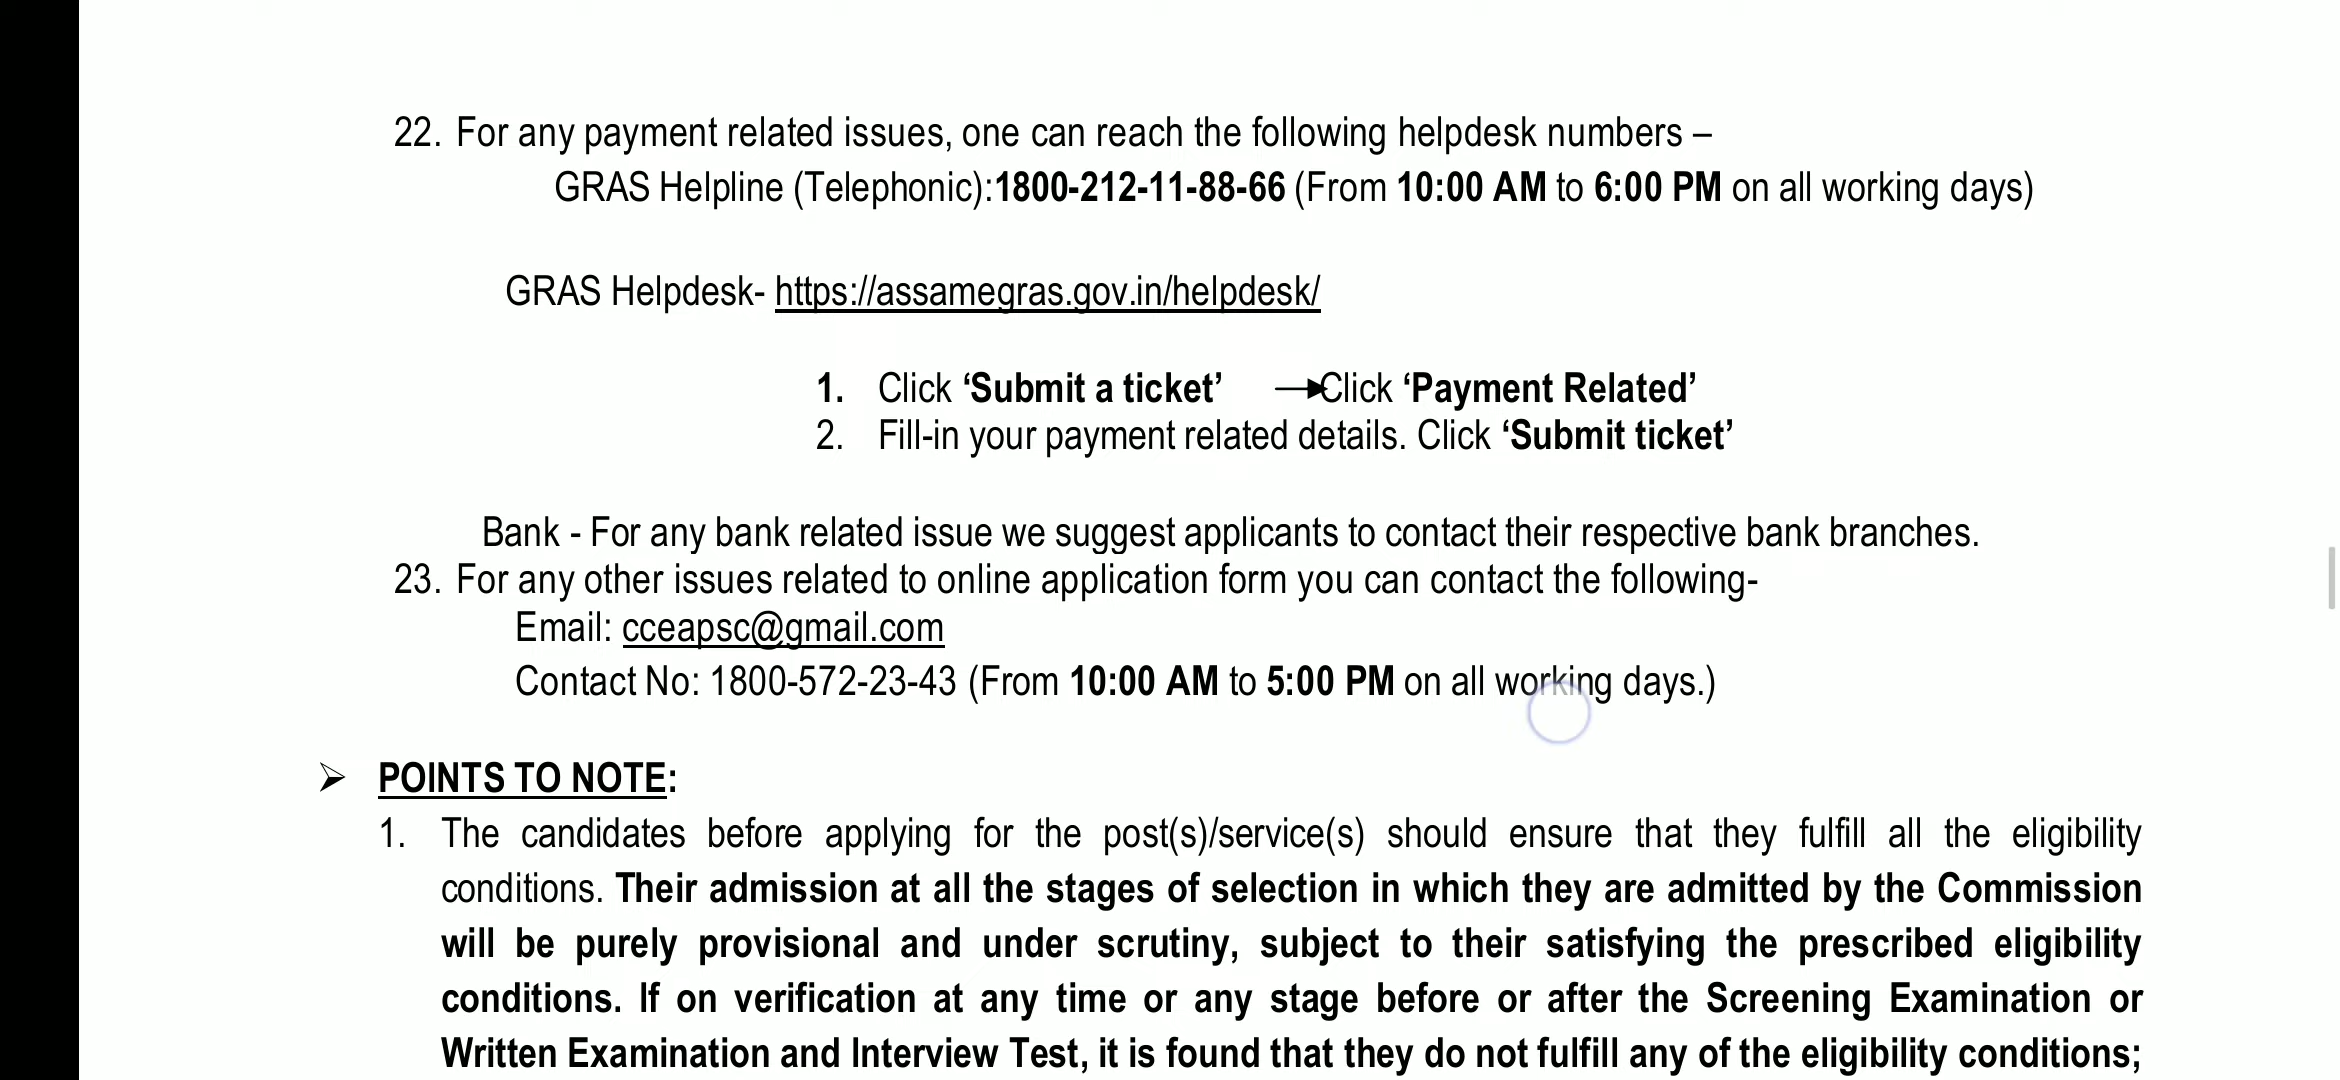 22. For any payment related issues, one can reach the following helpdesk numbers –
GRAS Helpline (Telephonic):1800-212-11-88-66 (From 10:00 AM to 6:00 PM on all working days)
GRAS Helpdesk- https://assamegras.gov.in/helpdesk/
1. Click ‘Submit a ticket’ Click ‘Payment Related’
2. Fill-in your payment related details. Click ‘Submit ticket’
Bank - For any bank related issue we suggest applicants to contact their respective bank branches.
23. For any other issues related to online application form you can contact the following-
Email: cceapsc@gmail.com
Contact No: 1800-572-23-43 (From 10:00 AM to 5:00 PM on all working days.)
POINTS TO NOTE:
1. The candidates before applying for the post(s)/service(s) should ensure that they fulfill all the eligibility
conditions. Their admission at all the stages of selection in which they are admitted by the Commission
will be purely provisional and under scrutiny, subject to their satisfying the prescribed eligibility
conditions. If on verification at any time or any stage before or after the Screening Examination or
Written Examination and Interview Test, it is found that they do not fulfill any of the eligibility conditions;